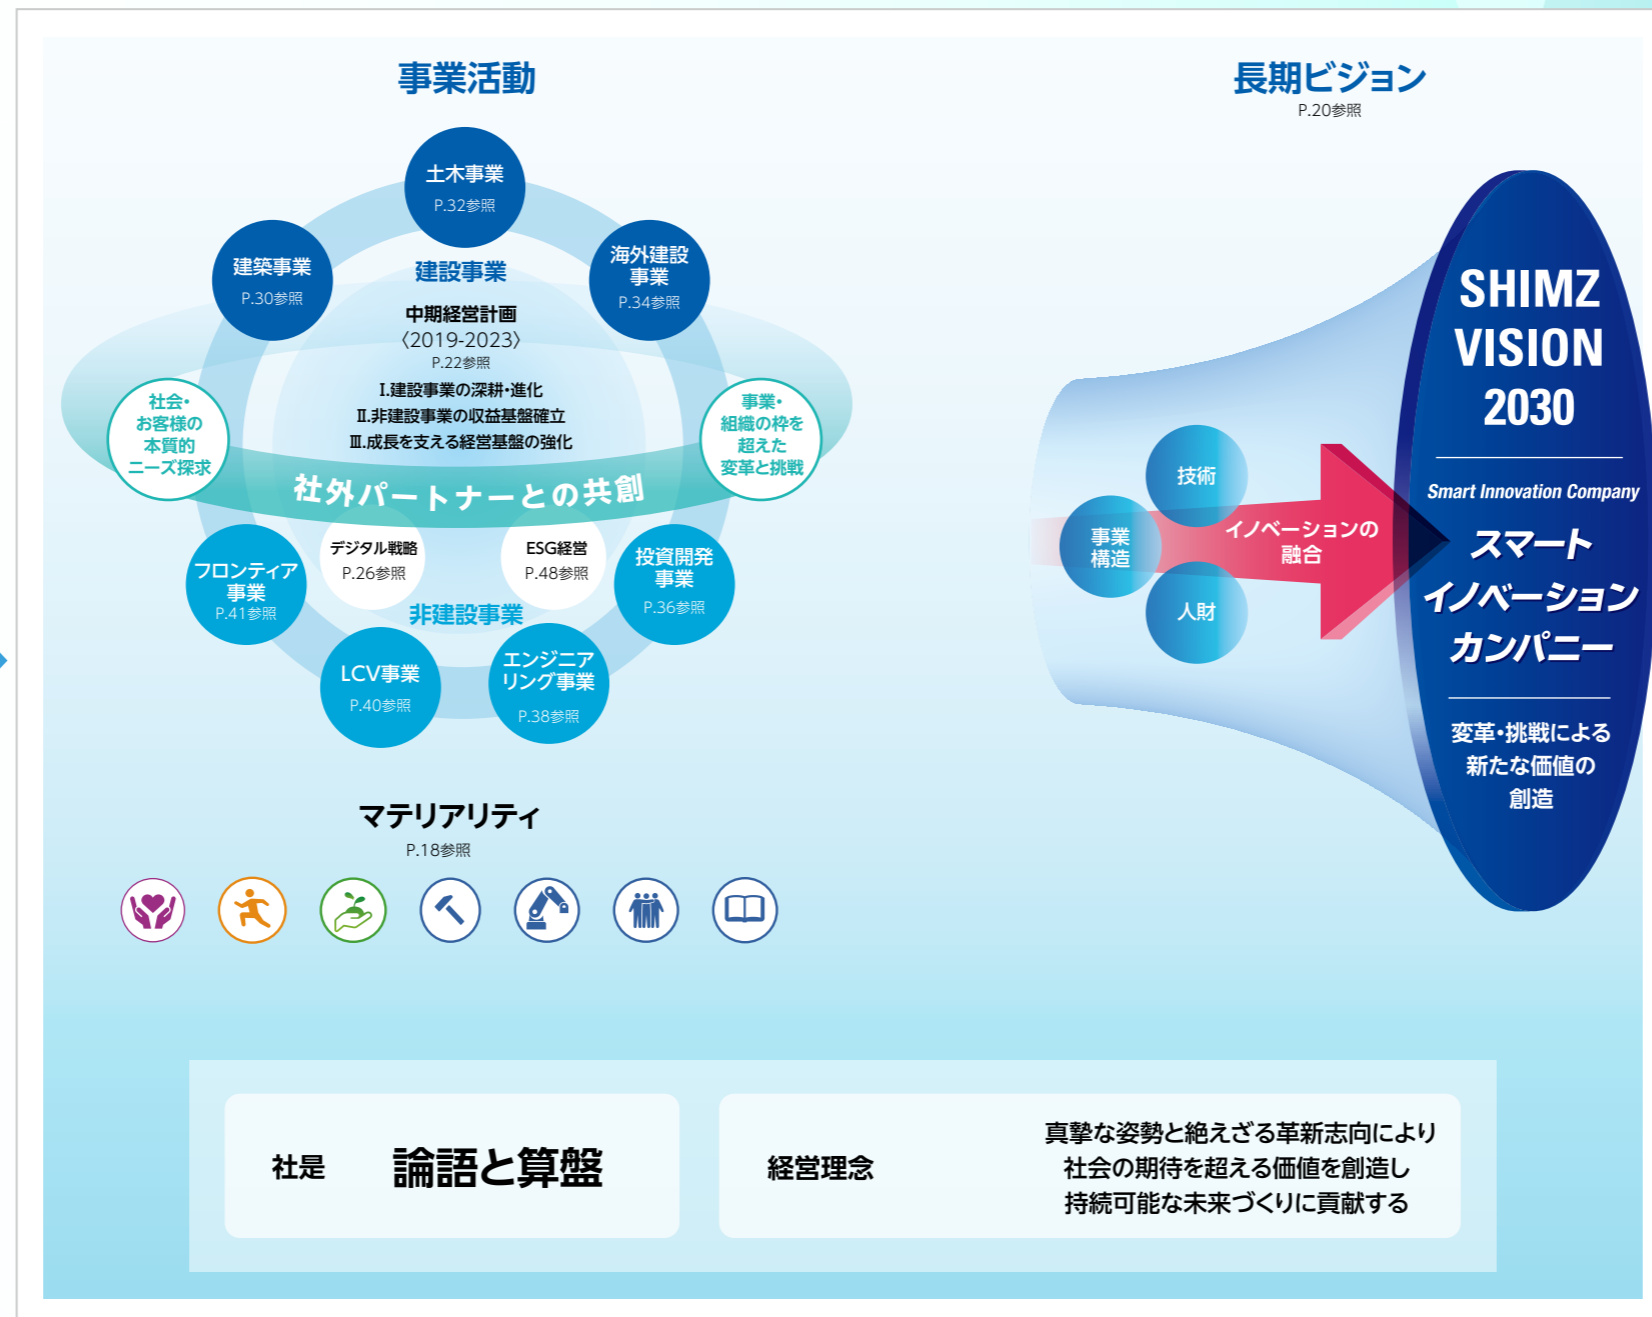 事業活動
土木事業
P.32参照
建築事業
P.30参照
海外建設
事業
P.34参照
建設事業
中期経営計画
〈2019-2023〉
P.22参照
Ⅰ.建設事業の深耕・進化
Ⅱ.非建設事業の収益基盤確立
Ⅲ.成長を支える経営基盤の強化
社会・
お客様の
本質的
ニーズ探求
事業・
組織の枠を
超えた
変革と挑戦
社外パートナーとの共創
デジタル戦略
P.26参照
ESG経営
P.48参照
フロンティア
事業
P.41参照
投資開発
事業
P.36参照
非建設事業
LCV事業
P.40参照
エンジニア
リング事業
P.38参照
マテリアリティ
P.18参照
長期ビジョン
P.20参照
技術
事業
構造
人財
イノベーションの
融合
SHIMZ
VISION
2030
Smart Innovation Company
スマート
イノベーション
カンパニー
変革・挑戦による
新たな価値の
創造
社是
論語と算盤
経営理念
真摯な姿勢と絶えざる革新志向により
社会の期待を超える価値を創造し
持続可能な未来づくりに貢献する